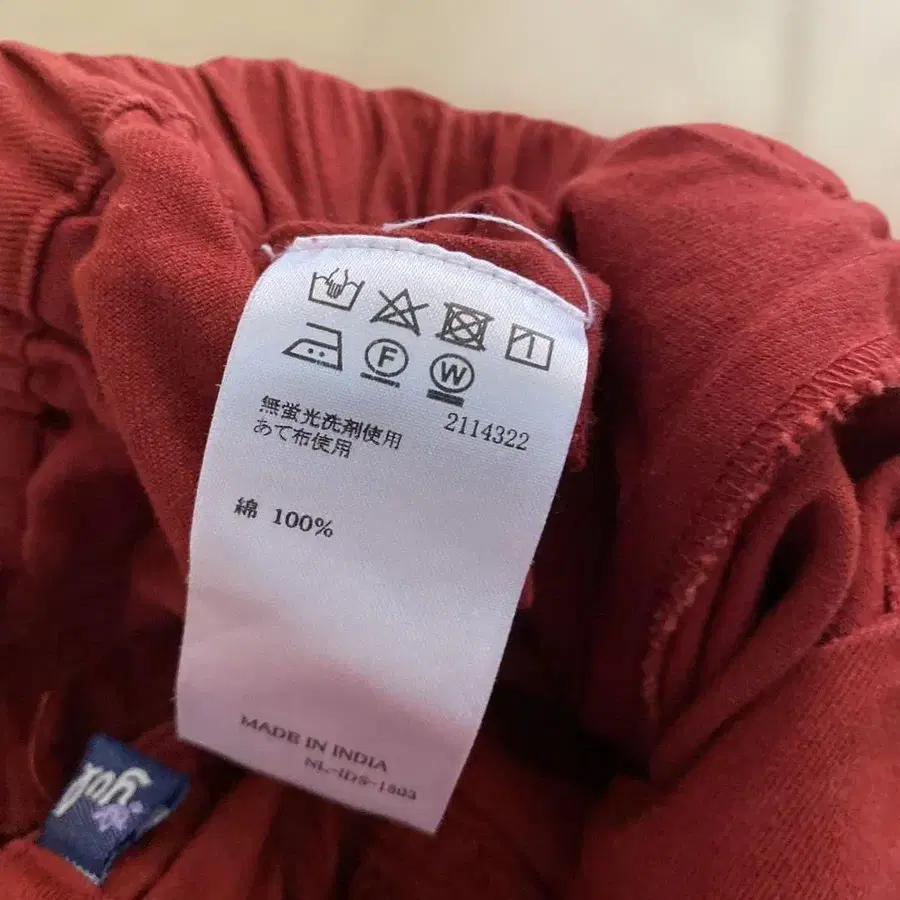 F W
無蛍光洗剤使用 2114322
あて布使用
綿 100%
MADE IN INDIA
NL-IDS-1803